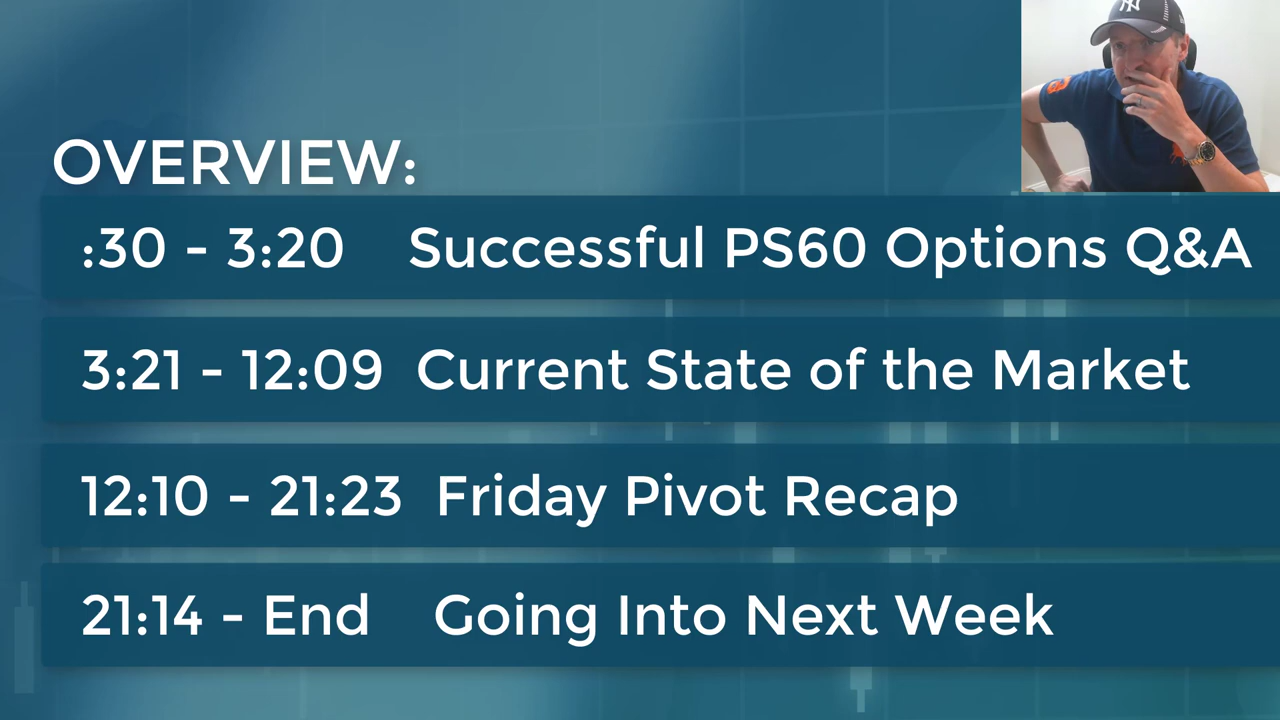 NY
OVERVIEW:
:30 - 3:20 Successful PS60 Options Q&A
3:21 - 12:09 Current State of the Market
12:10 - 21:23 Friday Pivot Recap
21:14 - End Going Into Next Week